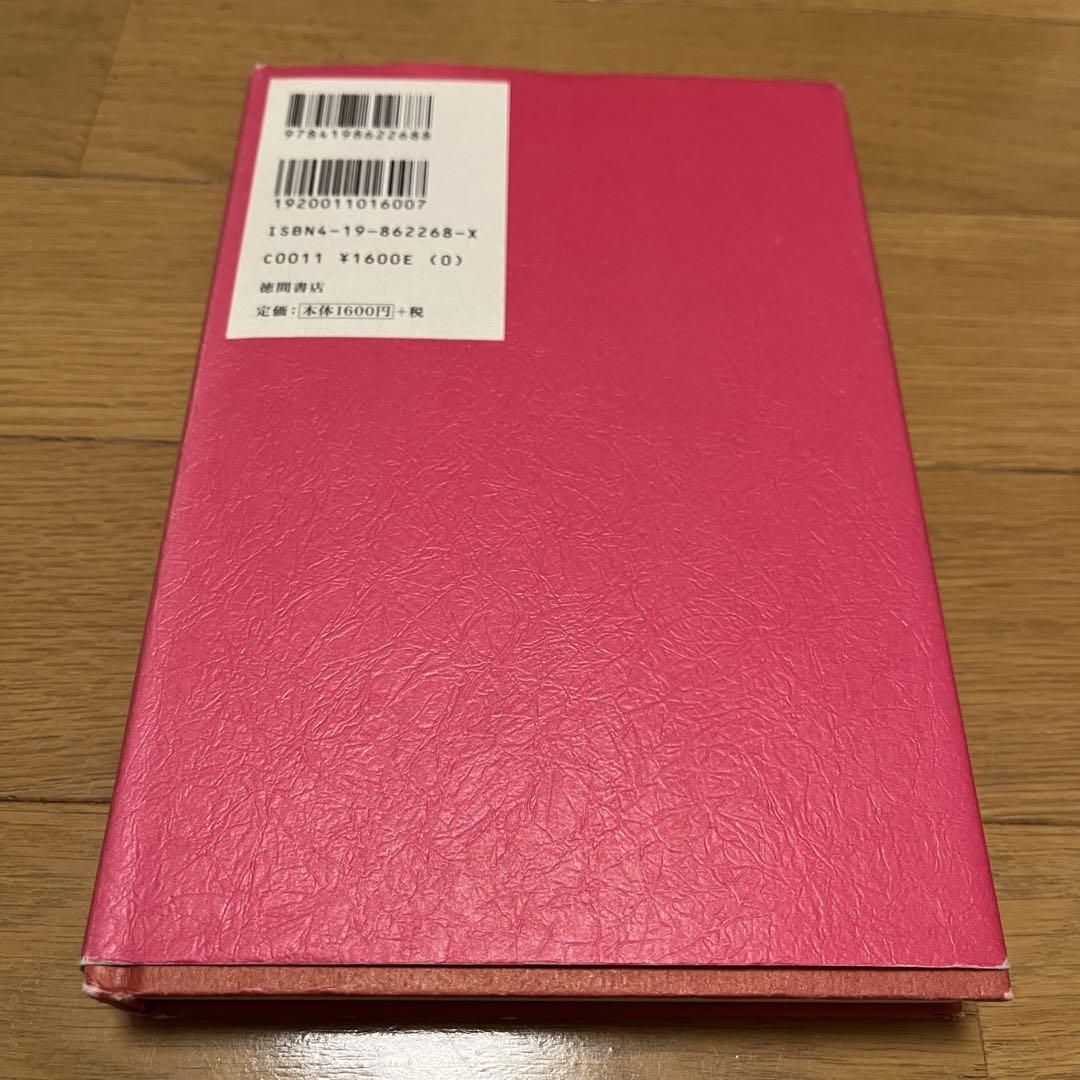 9784198622688
1920011016007
ISBN4-19-862268-X
C0011 ¥1600E (0)
徳間書店
定価：本体1600円+税